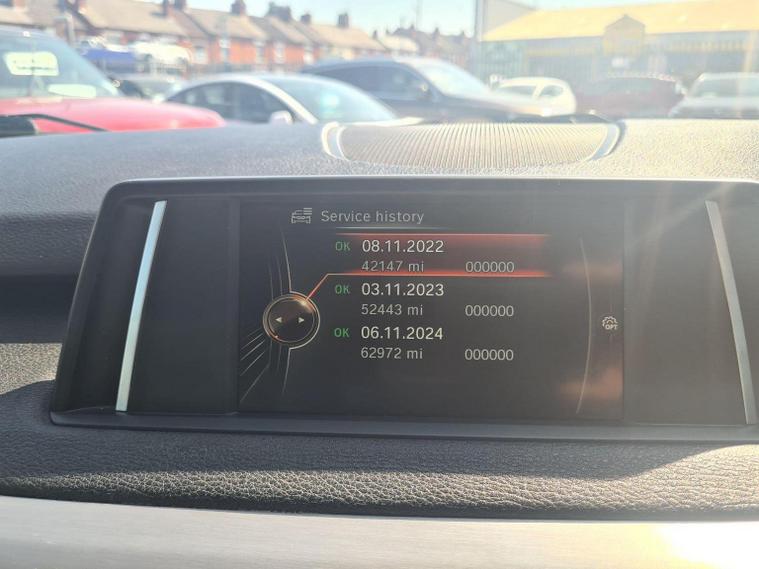 Service history
OK 08.11.2022
42147 mi 000000
OK 03.11.2023
52443 mi 000000
OK 06.11.2024
62972 mi 000000
OPT